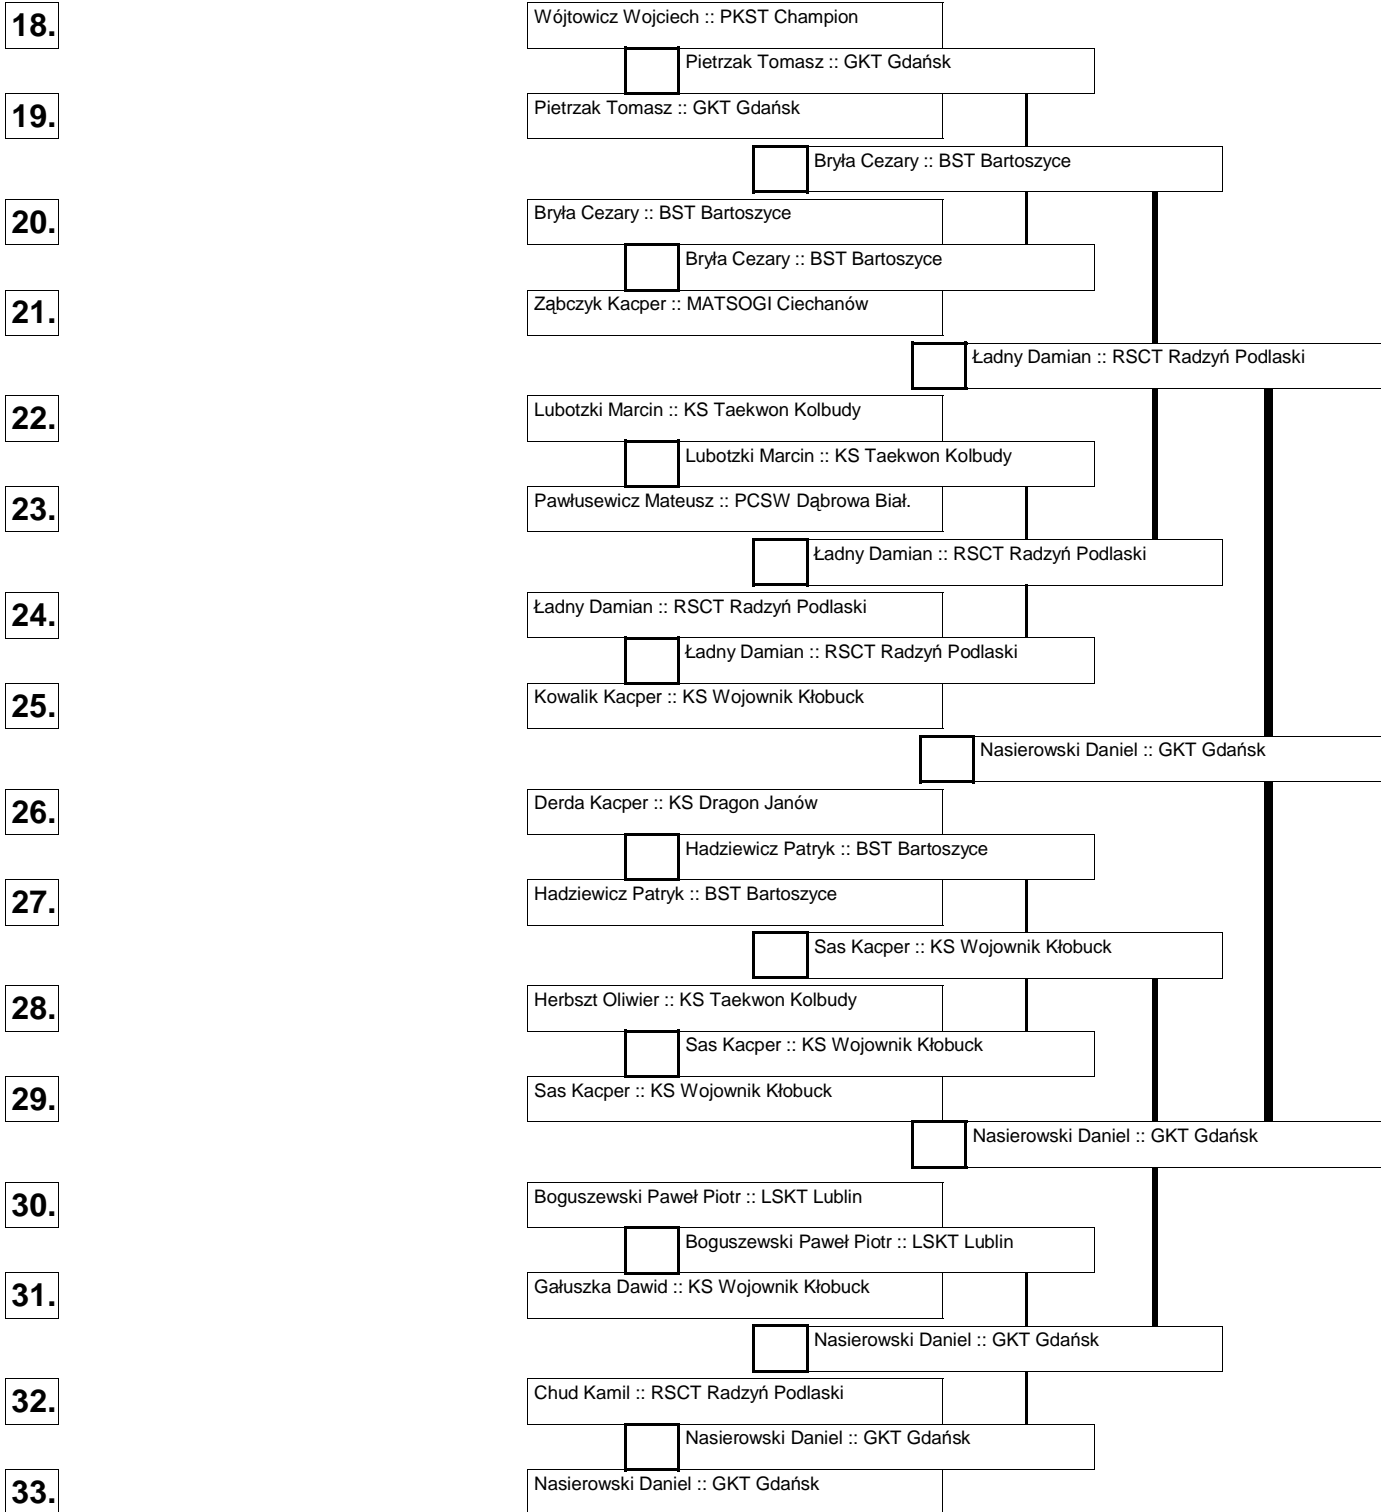 18.
Wójtowicz Wojciech :: PKST Champion
Pietrzak Tomasz :: GKT Gdańsk
19.
Pietrzak Tomasz :: GKT Gdańsk
Bryła Cezary :: BST Bartoszyce
20.
Bryła Cezary :: BST Bartoszyce
Bryła Cezary :: BST Bartoszyce
21.
Ząbczyk Kacper :: MATSOGI Ciechanów
Ładny Damian :: RSCT Radzyń Podlaski
22.
Lubotzki Marcin :: KS Taekwon Kolbudy
Lubotzki Marcin :: KS Taekwon Kolbudy
23.
Pawłusewicz Mateusz :: PCSW Dąbrowa Biał.
Ładny Damian :: RSCT Radzyń Podlaski
24.
Ładny Damian :: RSCT Radzyń Podlaski
Ładny Damian :: RSCT Radzyń Podlaski
25.
Kowalik Kacper :: KS Wojownik Kłobuck
Nasierowski Daniel :: GKT Gdańsk
26.
Derda Kacper :: KS Dragon Janów
Hadziewicz Patryk :: BST Bartoszyce
27.
Hadziewicz Patryk :: BST Bartoszyce
Sas Kacper :: KS Wojownik Kłobuck
28.
Herbszt Oliwier :: KS Taekwon Kolbudy
Sas Kacper :: KS Wojownik Kłobuck
29.
Sas Kacper :: KS Wojownik Kłobuck
Nasierowski Daniel :: GKT Gdańsk
30.
Boguszewski Paweł Piotr :: LSKT Lublin
Boguszewski Paweł Piotr :: LSKT Lublin
31.
Gałuszka Dawid :: KS Wojownik Kłobuck
Nasierowski Daniel :: GKT Gdańsk
32.
Chud Kamil :: RSCT Radzyń Podlaski
Nasierowski Daniel :: GKT Gdańsk
33.
Nasierowski Daniel :: GKT Gdańsk